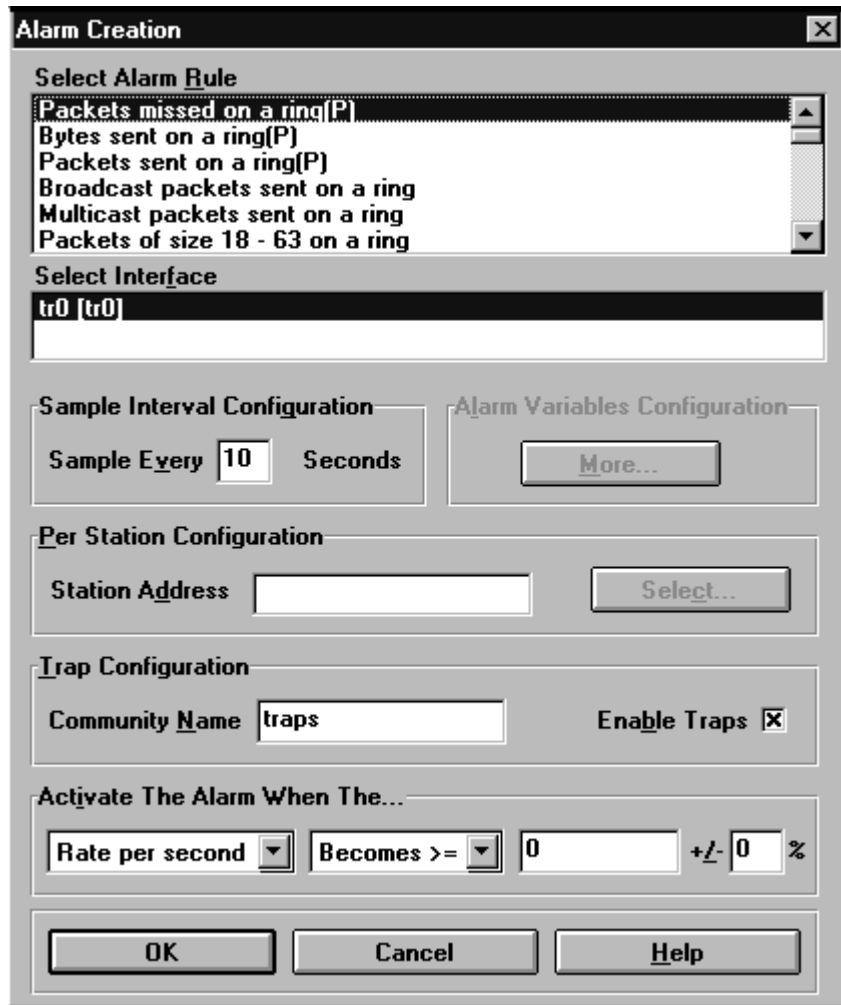 Alarm Creation
Select Alarm Rule
Packets missed on a ring(P)
Bytes sent on a ring(P)
Packets sent on a ring(P)
Broadcast packets sent on a ring
Multicast packets sent on a ring
Packets of size 18 - 63 on a ring
Select Interface
tr0 [tr0]
Sample Interval Configuration
Sample Every 10 Seconds
Alarm Variables Configuration
More...
Per Station Configuration
Station Address Select...
Trap Configuration
Community Name traps Enable Traps
Activate The Alarm When The...
Rate per second Becomes >= 0 +/- 0 %
OK Cancel Help